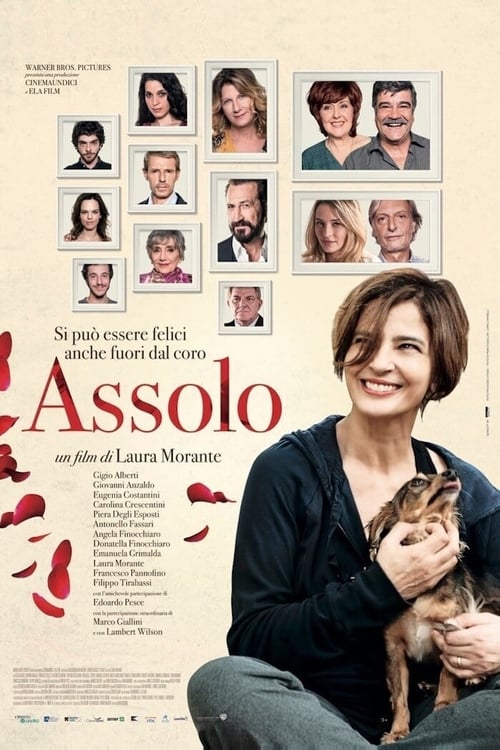 WARNER BROS. PICTURES
presenta una produzione
CINEMAUNDICI
e ELA FILM
Si può essere felici
anche fuori dal coro
Assolo
un film di Laura Morante
Gigio Alberti
Giovanni Anzaldo
Eugenia Costantini
Carolina Crescentini
Piera Degli Esposti
Antonello Fassari
Angela Finocchiaro
Donatella Finocchiaro
Emanuela Grimalda
Laura Morante
Francesco Pannofino
Filippo Tirabassi
con l'amichevole partecipazione di
Edoardo Pesce
con la partecipazione straordinaria di
Marco Giallini
e con Lambert Wilson